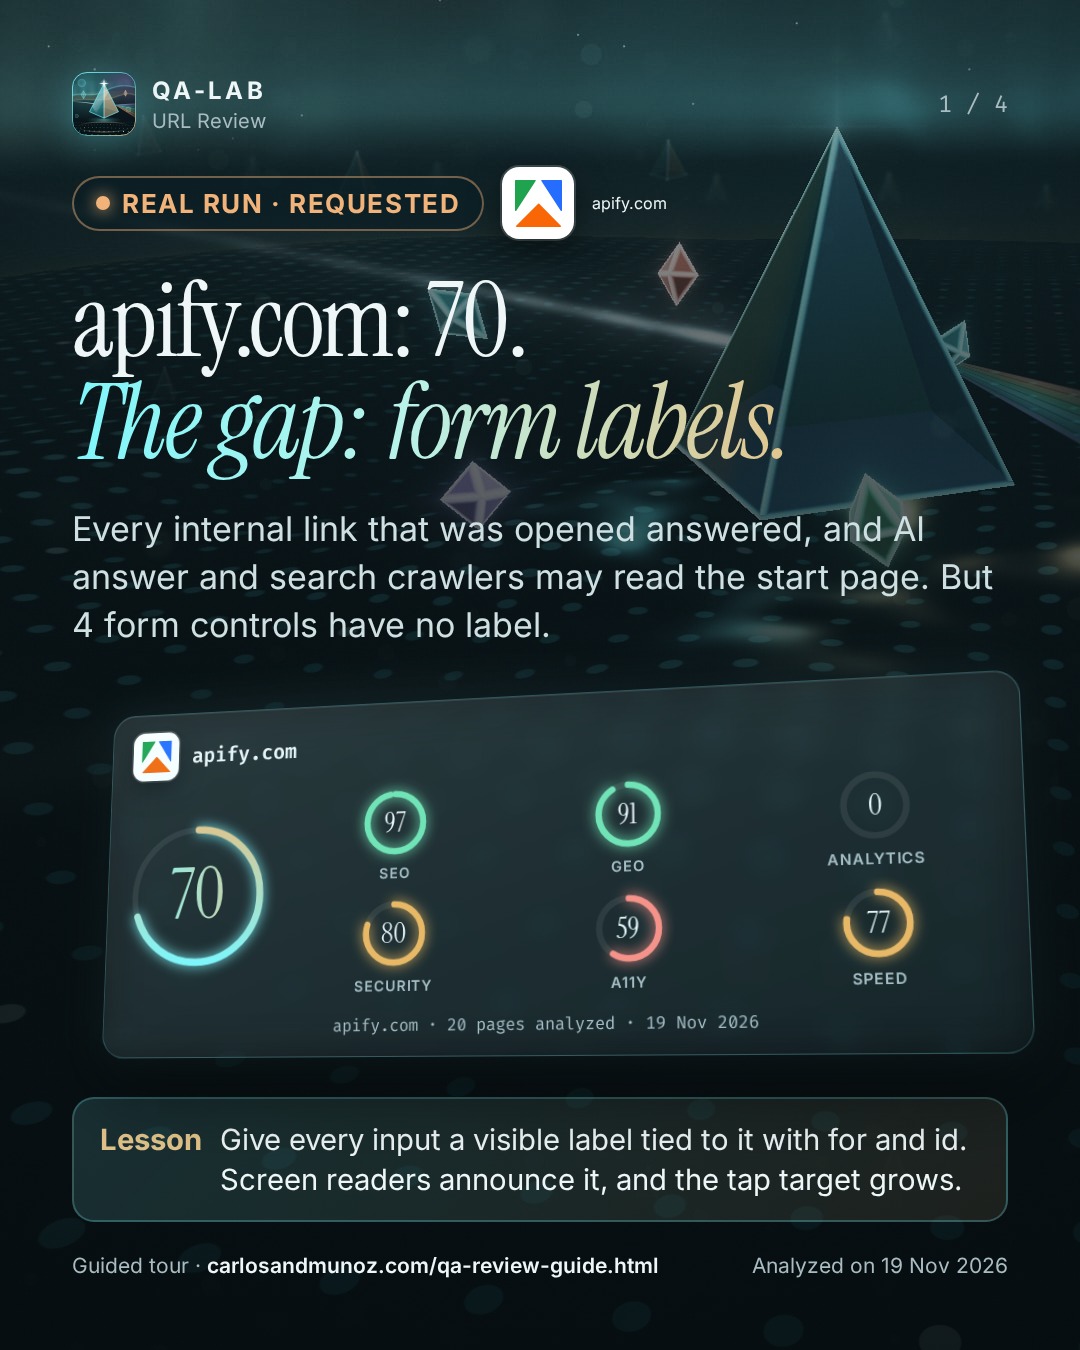 QA-LAB
URL Review
1 / 4
REAL RUN · REQUESTED
apify.com
apify.com: 70.
The gap: form labels.
Every internal link that was opened answered, and AI
answer and search crawlers may read the start page. But
4 form controls have no label.
apify.com
70
97
SEO
91
GEO
0
ANALYTICS
80
SECURITY
59
A11Y
77
SPEED
apify.com · 20 pages analyzed · 19 Nov 2026
Lesson Give every input a visible label tied to it with for and id.
Screen readers announce it, and the tap target grows.
Guided tour · carlosandmunoz.com/qa-review-guide.html
Analyzed on 19 Nov 2026